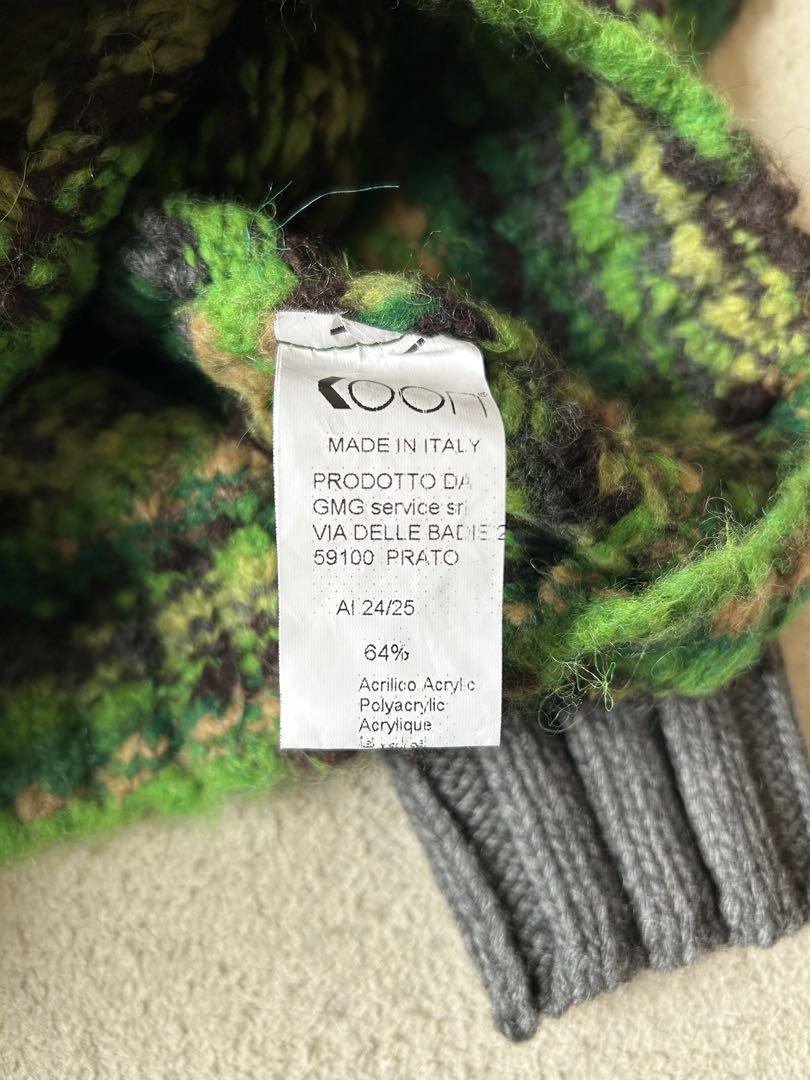 KOON
MADE IN ITALY
PRODOTTO DA
GMG service srl
VIA DELLE BADIE 2
59100 PRATO
AI 24/25
64%
Acrilico Acrylic
Polyacrylic
Acrylique